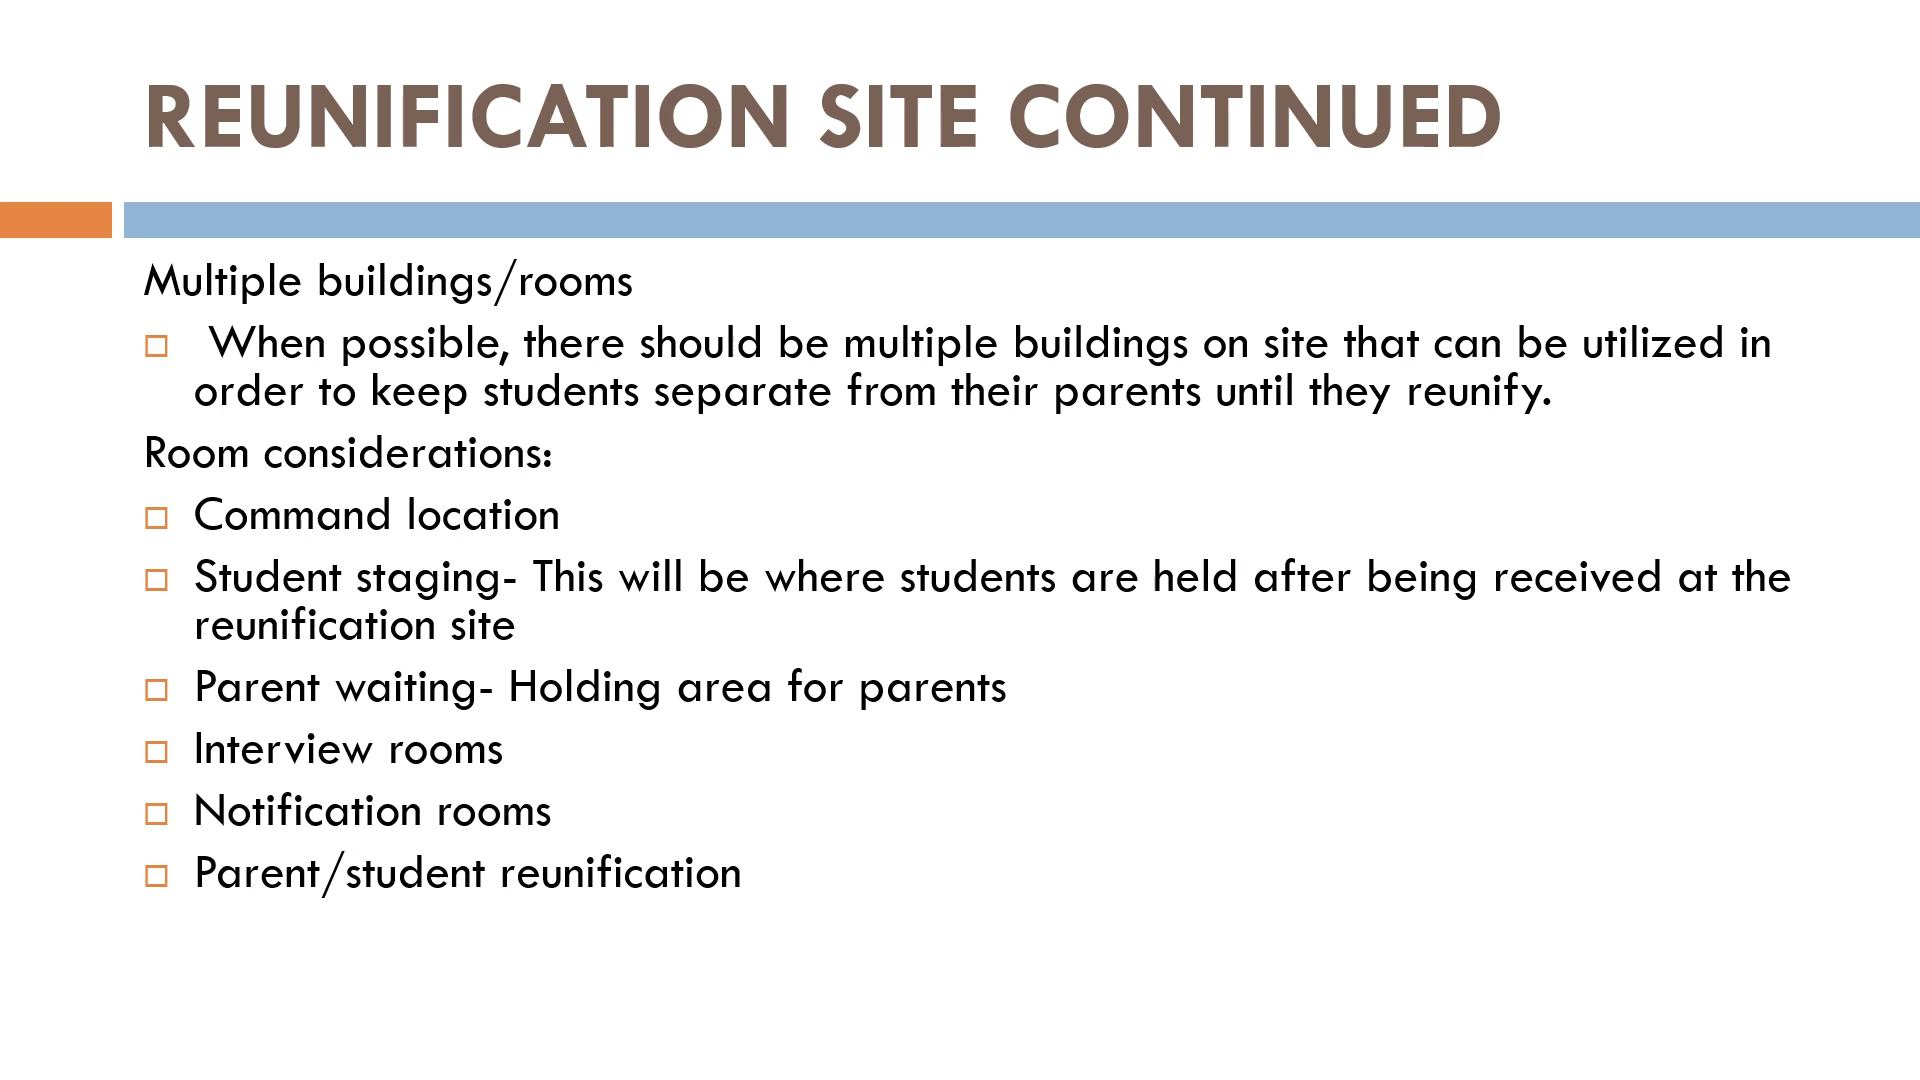 REUNIFICATION SITE CONTINUED
Multiple buildings/rooms
When possible, there should be multiple buildings on site that can be utilized in
order to keep students separate from their parents until they reunify.
Room considerations:
Command location
Student staging- This will be where students are held after being received at the
reunification site
Parent waiting- Holding area for parents
Interview rooms
Notification rooms
Parent/student reunification